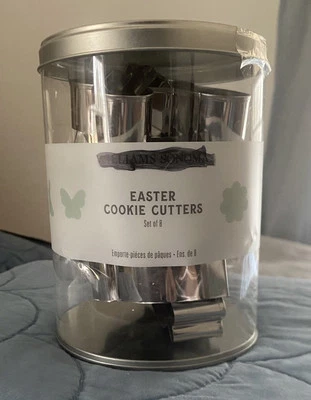 WILLIAMS SONOMA
EASTER
COOKIE CUTTERS
Set of 8
Emporte-pièces de pâques • Ens. de 8